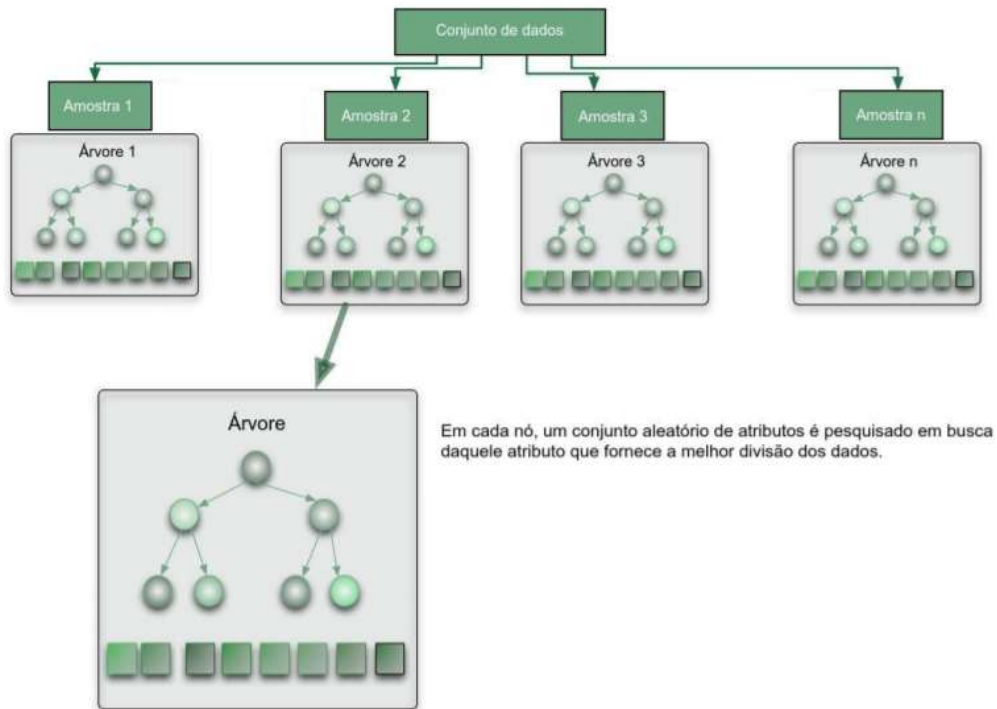 Conjunto de dados
Amostra 1
Amostra 2
Amostra 3
Amostra n
Árvore 1
Árvore 2
Árvore 3
Árvore n
Árvore
Em cada nó, um conjunto aleatório de atributos é pesquisado em busca
daquele atributo que fornece a melhor divisão dos dados.